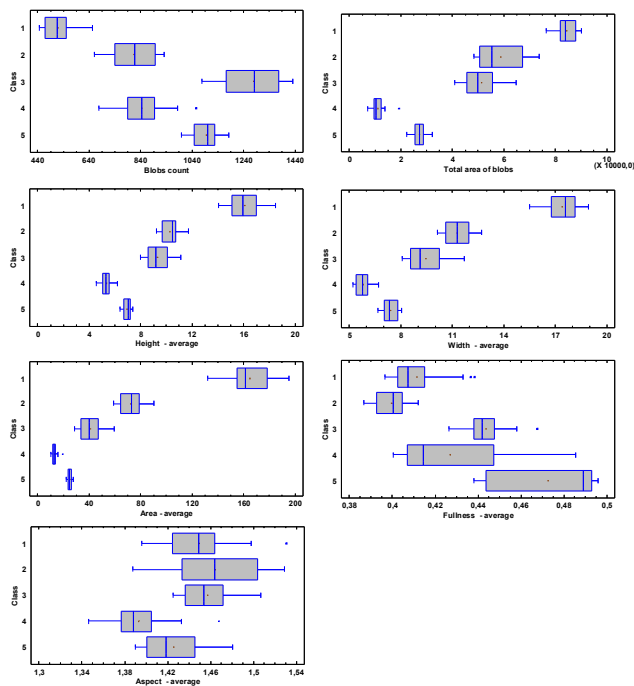 Class
1
2
3
4
5
440 640 840 1040 1240 1440
Blobs count
Class
1
2
3
4
5
0 2 4 6 8 10
(X 10000,0)
Total area of blobs
Class
1
2
3
4
5
0 4 8 12 16 20
Height - average
Class
1
2
3
4
5
5 8 11 14 17 20
Width - average
Class
1
2
3
4
5
0 40 80 120 160 200
Area - average
Class
1
2
3
4
5
0,38 0,4 0,42 0,44 0,46 0,48 0,5
Fullness - average
Class
1
2
3
4
5
1,3 1,34 1,38 1,42 1,46 1,5 1,54
Aspect - average